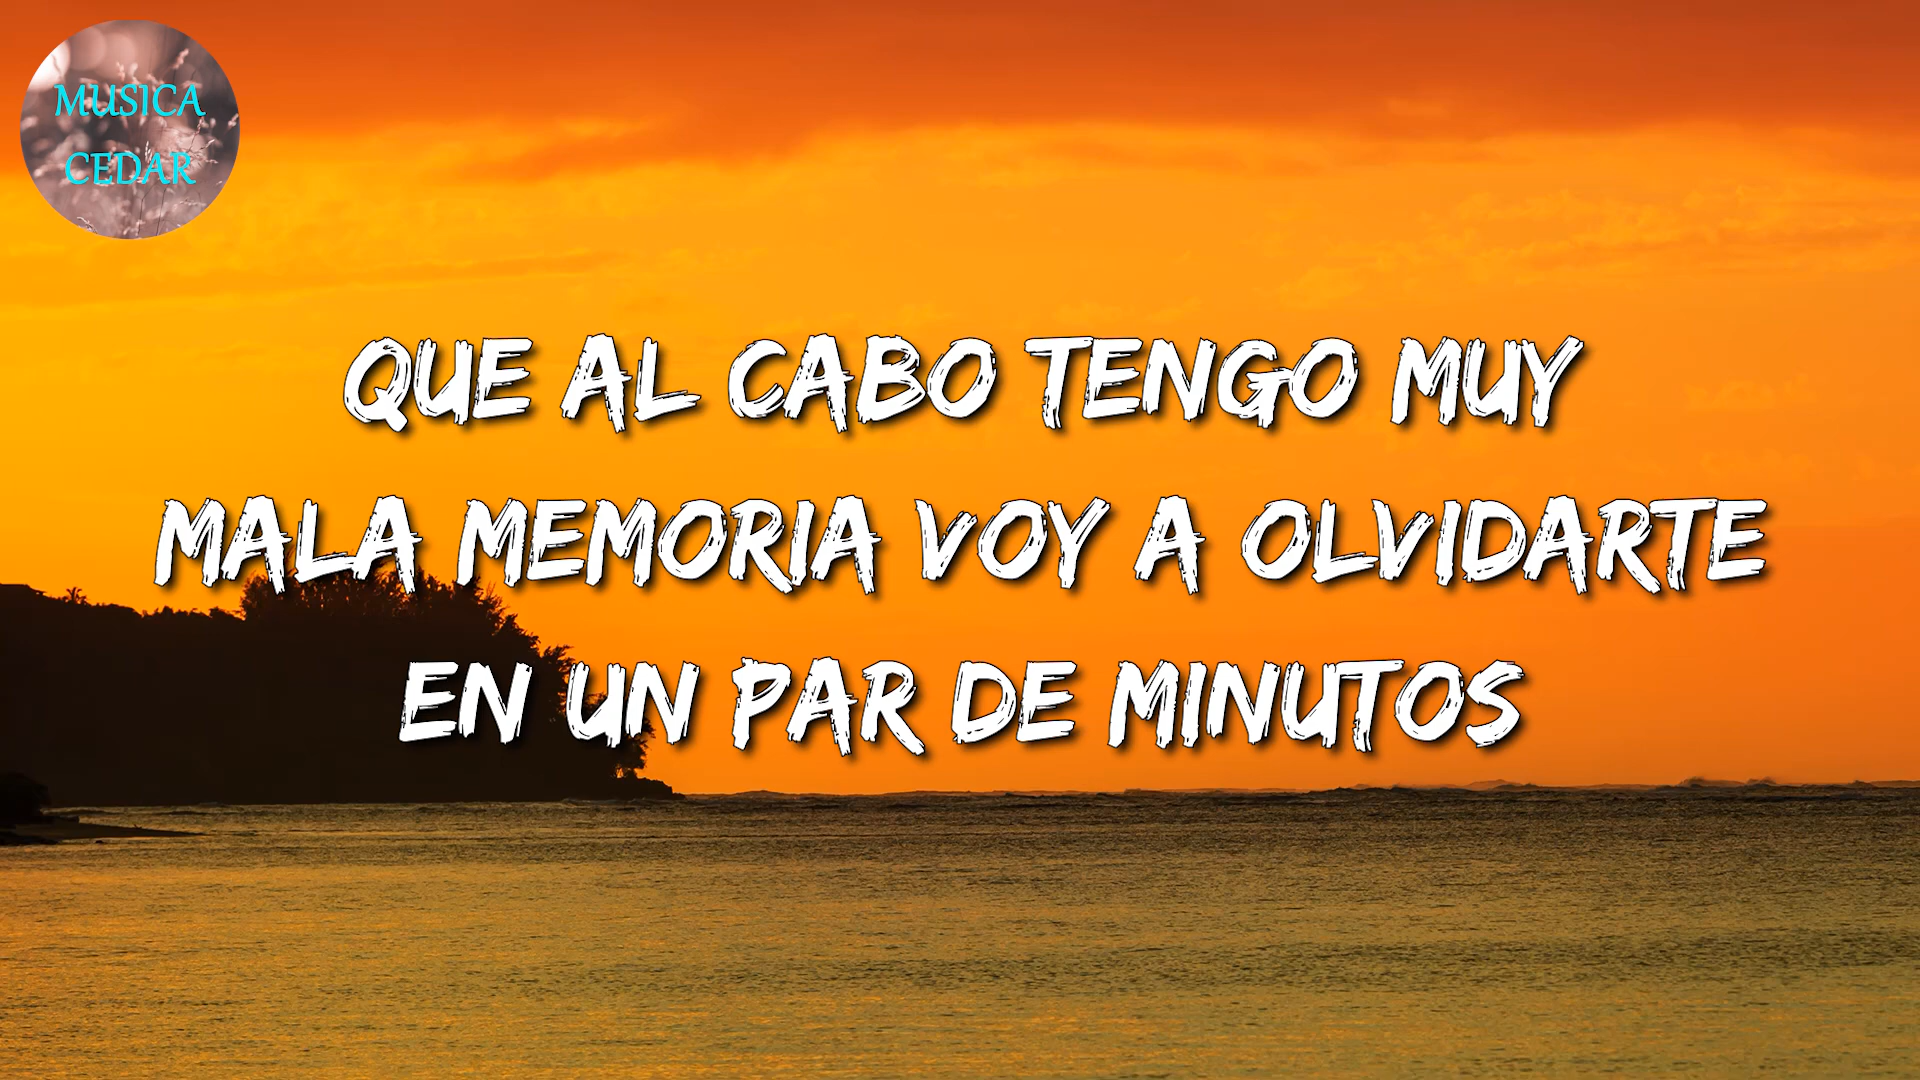 MUSICA
CEDAR
QUE AL CABO TENGO MUY
MALA MEMORIA VOY A OLVIDARTE
EN UN PAR DE MINUTOS